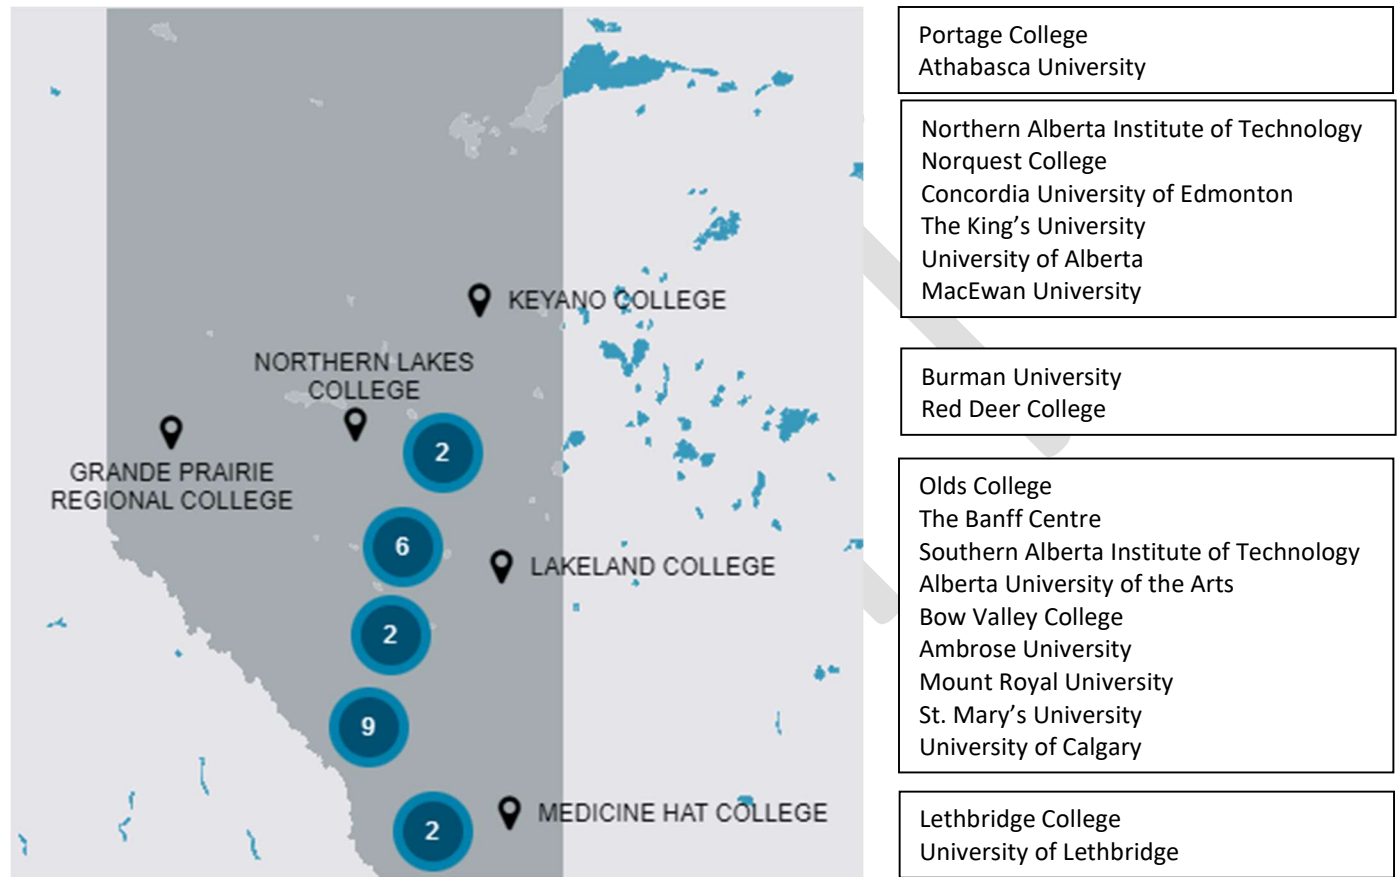 KEYANO COLLEGE
NORTHERN LAKES
COLLEGE
GRANDE PRAIRIE
REGIONAL COLLEGE
2
6
LAKELAND COLLEGE
2
9
MEDICINE HAT COLLEGE
2
Portage College
Athabasca University
Northern Alberta Institute of Technology
Norquest College
Concordia University of Edmonton
The King’s University
University of Alberta
MacEwan University
Burman University
Red Deer College
Olds College
The Banff Centre
Southern Alberta Institute of Technology
Alberta University of the Arts
Bow Valley College
Ambrose University
Mount Royal University
St. Mary’s University
University of Calgary
Lethbridge College
University of Lethbridge